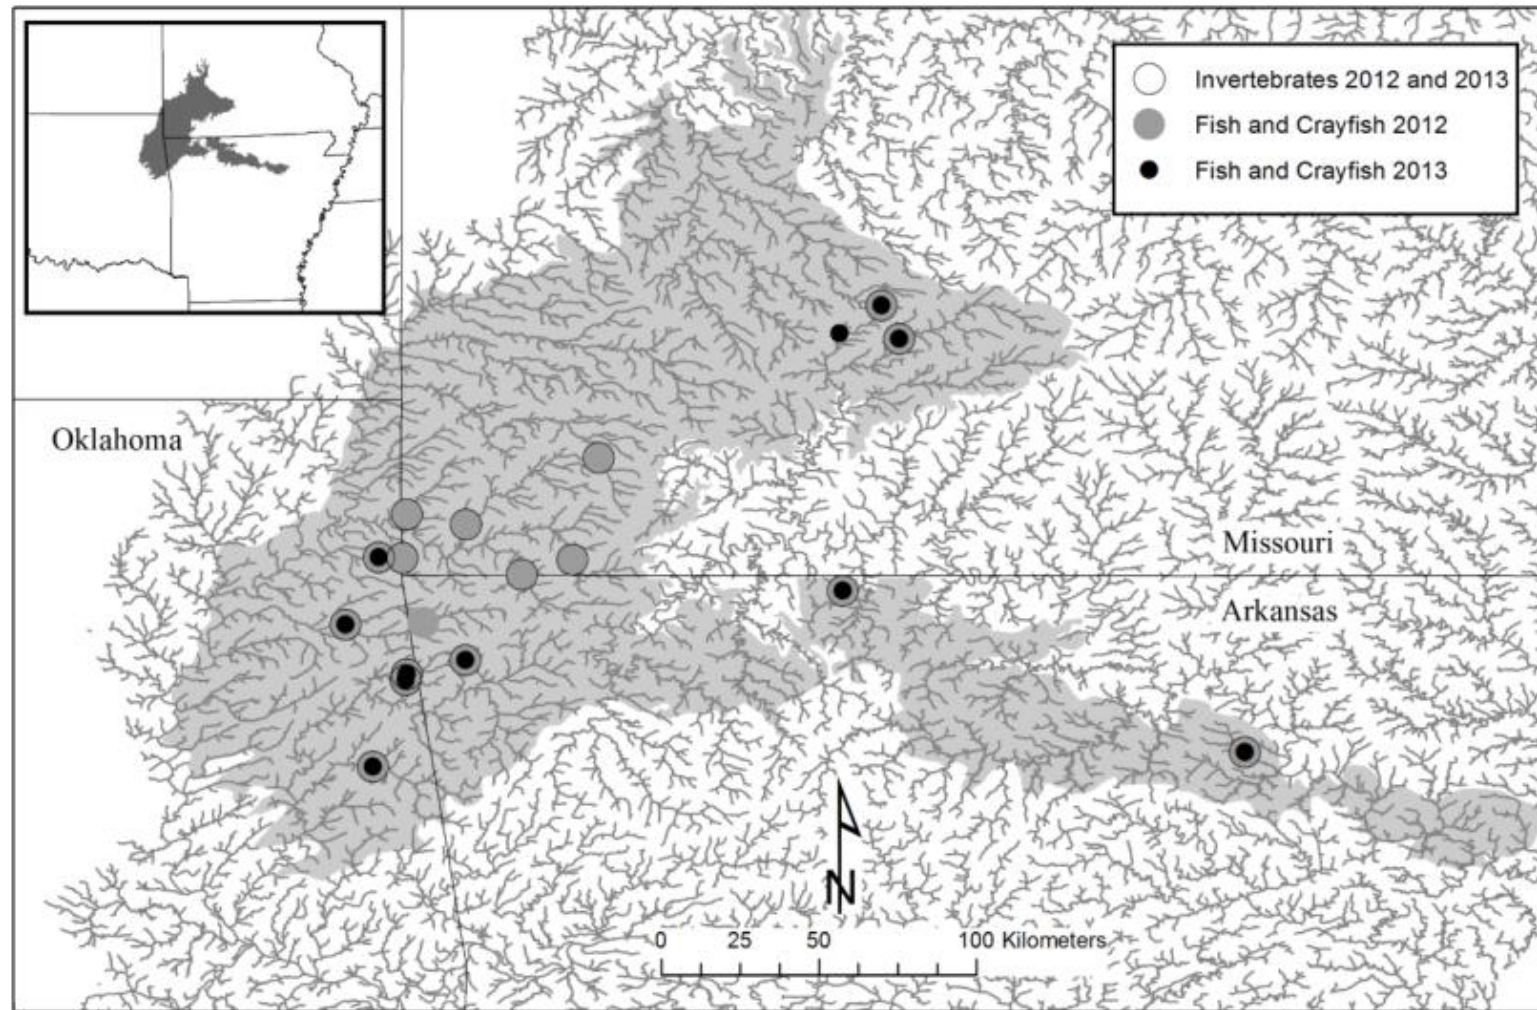 Invertebrates 2012 and 2013
Fish and Crayfish 2012
Fish and Crayfish 2013
Oklahoma
Missouri
Arkansas
N
0 25 50 100 Kilometers